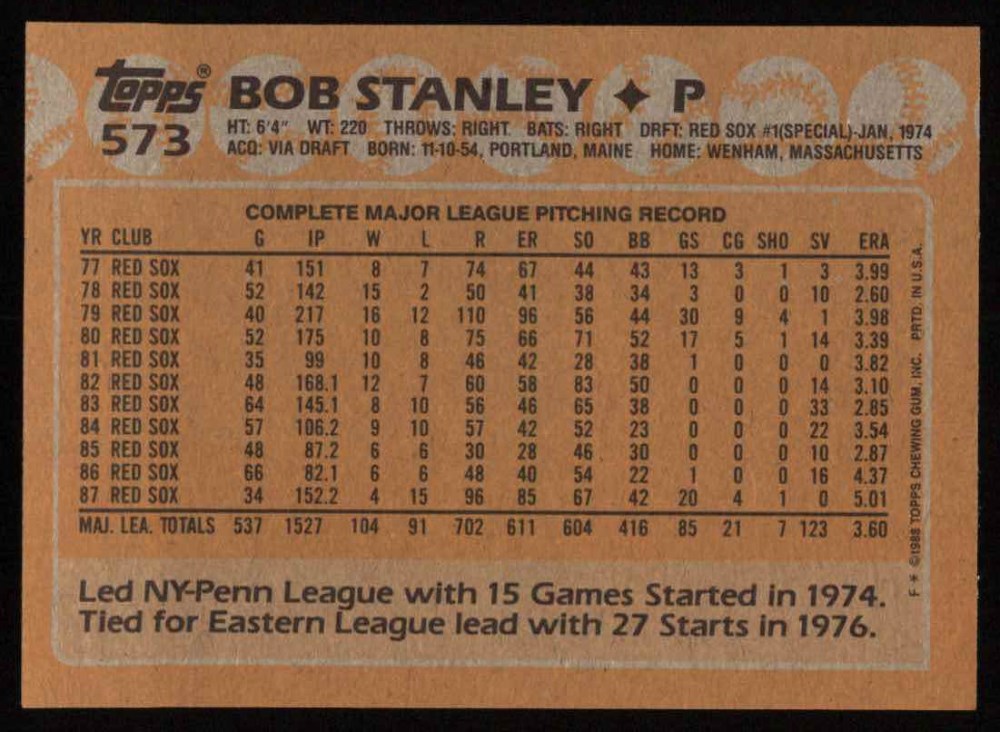 Topps® BOB STANLEY ✦ P
573
HT: 6'4" WT: 220 THROWS: RIGHT BATS: RIGHT DRFT: RED SOX #1(SPECIAL)-JAN, 1974
ACQ: VIA DRAFT BORN: 11-10-54, PORTLAND, MAINE HOME: WENHAM, MASSACHUSETTS
COMPLETE MAJOR LEAGUE PITCHING RECORD
YR CLUB G IP W L R ER SO BB GS CG SHO SV ERA
77 RED SOX 41 151 8 7 74 67 44 43 13 3 1 3 3.99
78 RED SOX 52 142 15 2 50 41 38 34 3 0 0 10 2.60
79 RED SOX 40 217 16 12 110 96 56 44 30 9 4 1 3.98
80 RED SOX 52 175 10 8 75 66 71 52 17 5 1 14 3.39
81 RED SOX 35 99 10 8 46 42 28 38 1 0 0 0 3.82
82 RED SOX 48 168.1 12 7 60 58 83 50 0 0 0 14 3.10
83 RED SOX 64 145.1 8 10 56 46 65 38 0 0 0 33 2.85
84 RED SOX 57 106.2 9 10 57 42 52 23 0 0 0 22 3.54
85 RED SOX 48 87.2 6 6 30 28 46 30 0 0 0 10 2.87
86 RED SOX 66 82.1 6 6 48 40 54 22 1 0 0 16 4.37
87 RED SOX 34 152.2 4 15 96 85 67 42 20 4 1 0 5.01
MAJ. LEA. TOTALS 537 1527 104 91 702 611 604 416 85 21 7 123 3.60
Led NY-Penn League with 15 Games Started in 1974.
Tied for Eastern League lead with 27 Starts in 1976.
F * ©1988 TOPPS CHEWING GUM, INC. PRTD. IN U.S.A.